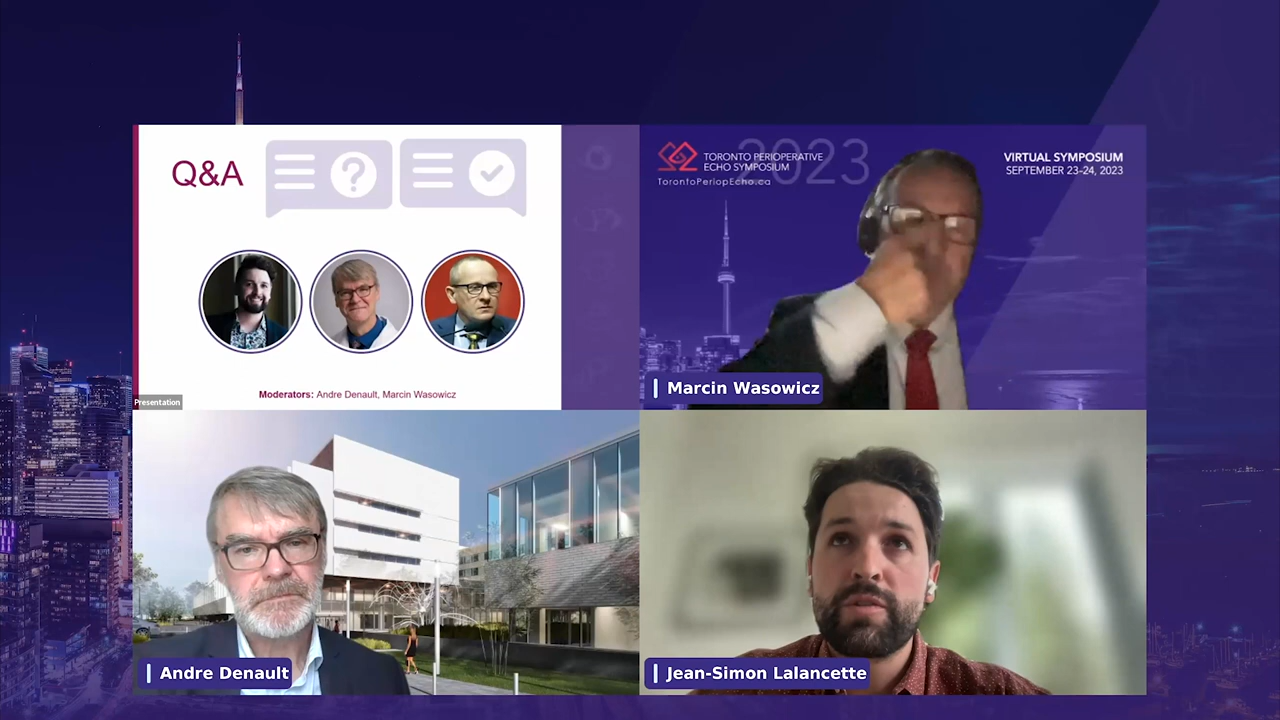 Q&A
Moderators: Andre Denault, Marcin Wasowicz
Presentation
2023
TORONTO PERIOPERATIVE
ECHO SYMPOSIUM
TorontoPeriopEcho.ca
VIRTUAL SYMPOSIUM
SEPTEMBER 23-24, 2023
Marcin Wasowicz
Andre Denault
Jean-Simon Lalancette